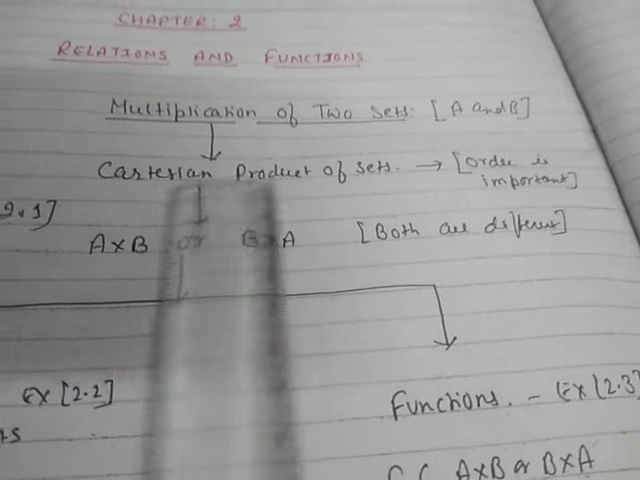 CHAPTER: 2
RELATIONS AND FUNCTIONS
Multiplication of Two Sets: [A and B]
Cartesian Product of Sets. → [order is important]
2.1]
A×B or B×A [Both are different]
Ex [2.2]
Functions. - Ex [2.3]
A×B or B×A